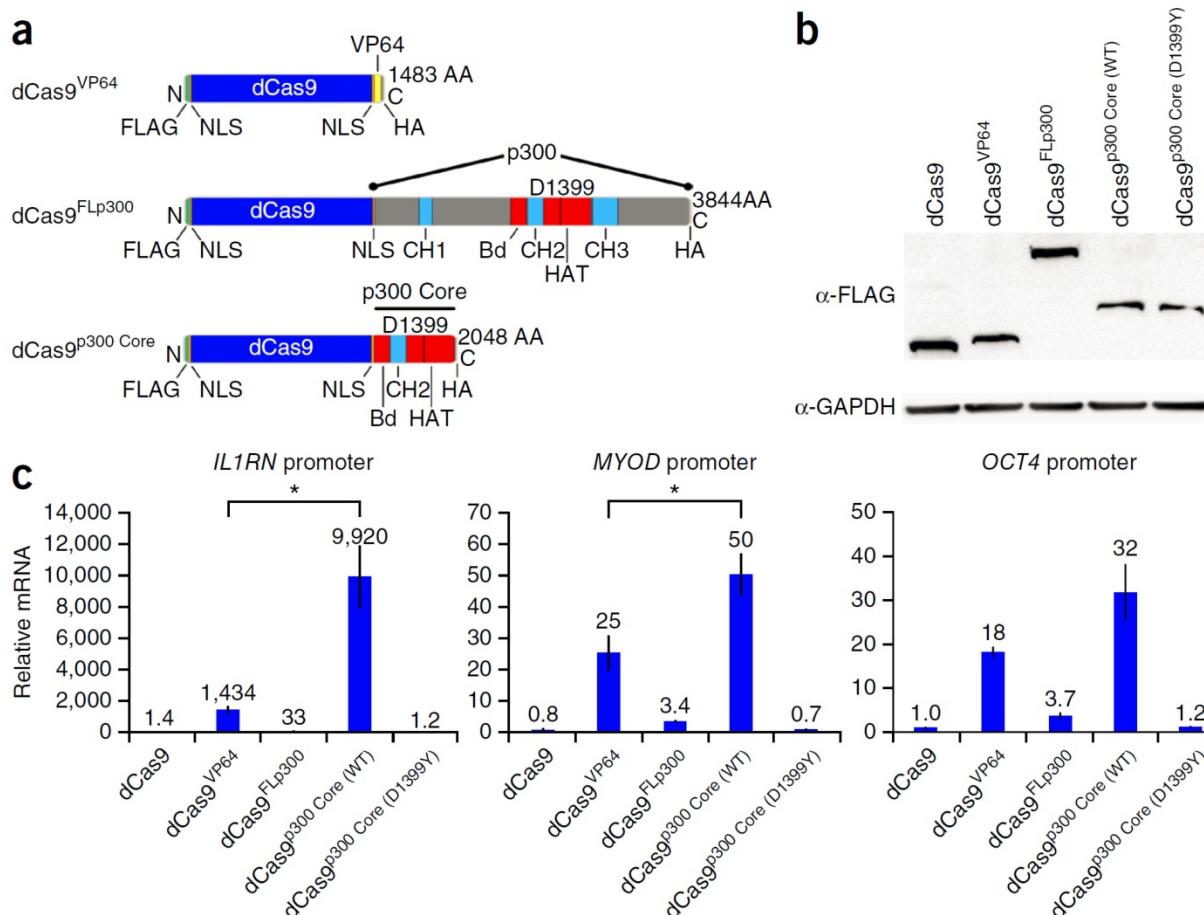 a
VP64
dCas9VP64
N
dCas9
1483 AA
C
FLAG
NLS
NLS
HA
p300
D1399
dCas9FLp300
N
dCas9
3844AA
C
FLAG
NLS
NLS
CH1
Bd
CH2
CH3
HA
HAT
p300 Core
D1399
dCas9p300 Core
N
dCas9
2048 AA
C
FLAG
NLS
NLS
CH2
HA
Bd
HAT
b
dCas9
dCas9VP64
dCas9FLp300
dCas9p300 Core (WT)
dCas9p300 Core (D1399Y)
α-FLAG
α-GAPDH
c
IL1RN promoter
*
Relative mRNA
14,000
12,000
10,000
8,000
6,000
4,000
2,000
0
1.4
1,434
33
9,920
1.2
dCas9
dCas9VP64
dCas9FLp300
dCas9p300 Core (WT)
dCas9p300 Core (D1399Y)
MYOD promoter
*
70
60
50
40
30
20
10
0
0.8
25
3.4
50
0.7
dCas9
dCas9VP64
dCas9FLp300
dCas9p300 Core (WT)
dCas9p300 Core (D1399Y)
OCT4 promoter
50
40
30
20
10
0
1.0
18
3.7
32
1.2
dCas9
dCas9VP64
dCas9FLp300
dCas9p300 Core (WT)
dCas9p300 Core (D1399Y)